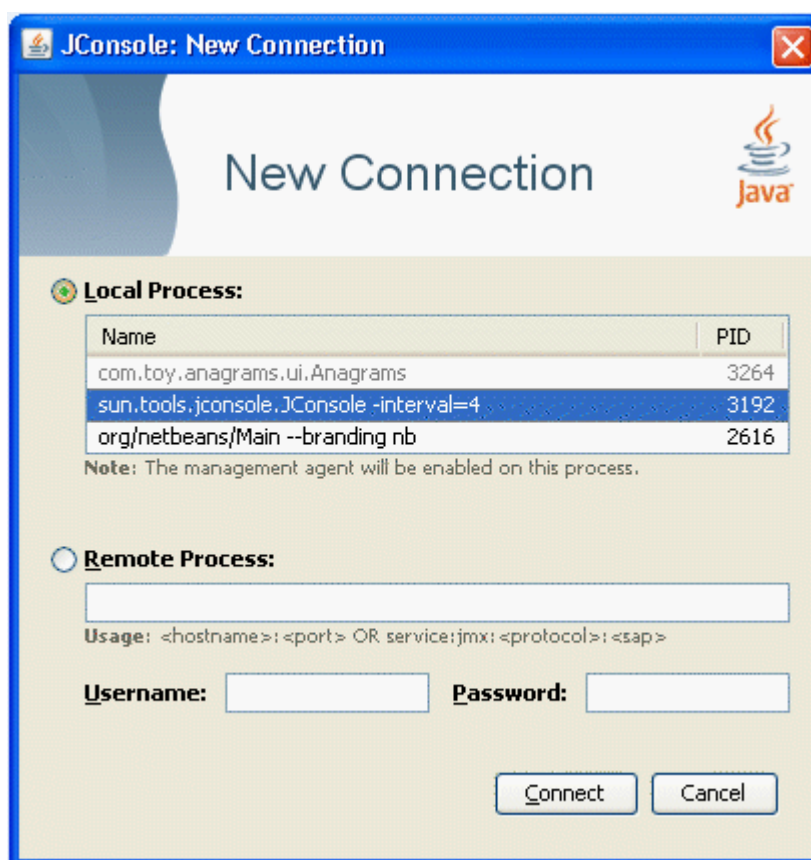 JConsole: New Connection
New Connection
Java
Local Process:
Name PID
com.toy.anagrams.ui.Anagrams 3264
sun.tools.jconsole.JConsole -interval=4 3192
org/netbeans/Main --branding nb 2616
Note: The management agent will be enabled on this process.
Remote Process:
Usage: <hostname>:<port> OR service:jmx:<protocol>:<sap>
Username: Password:
Connect Cancel